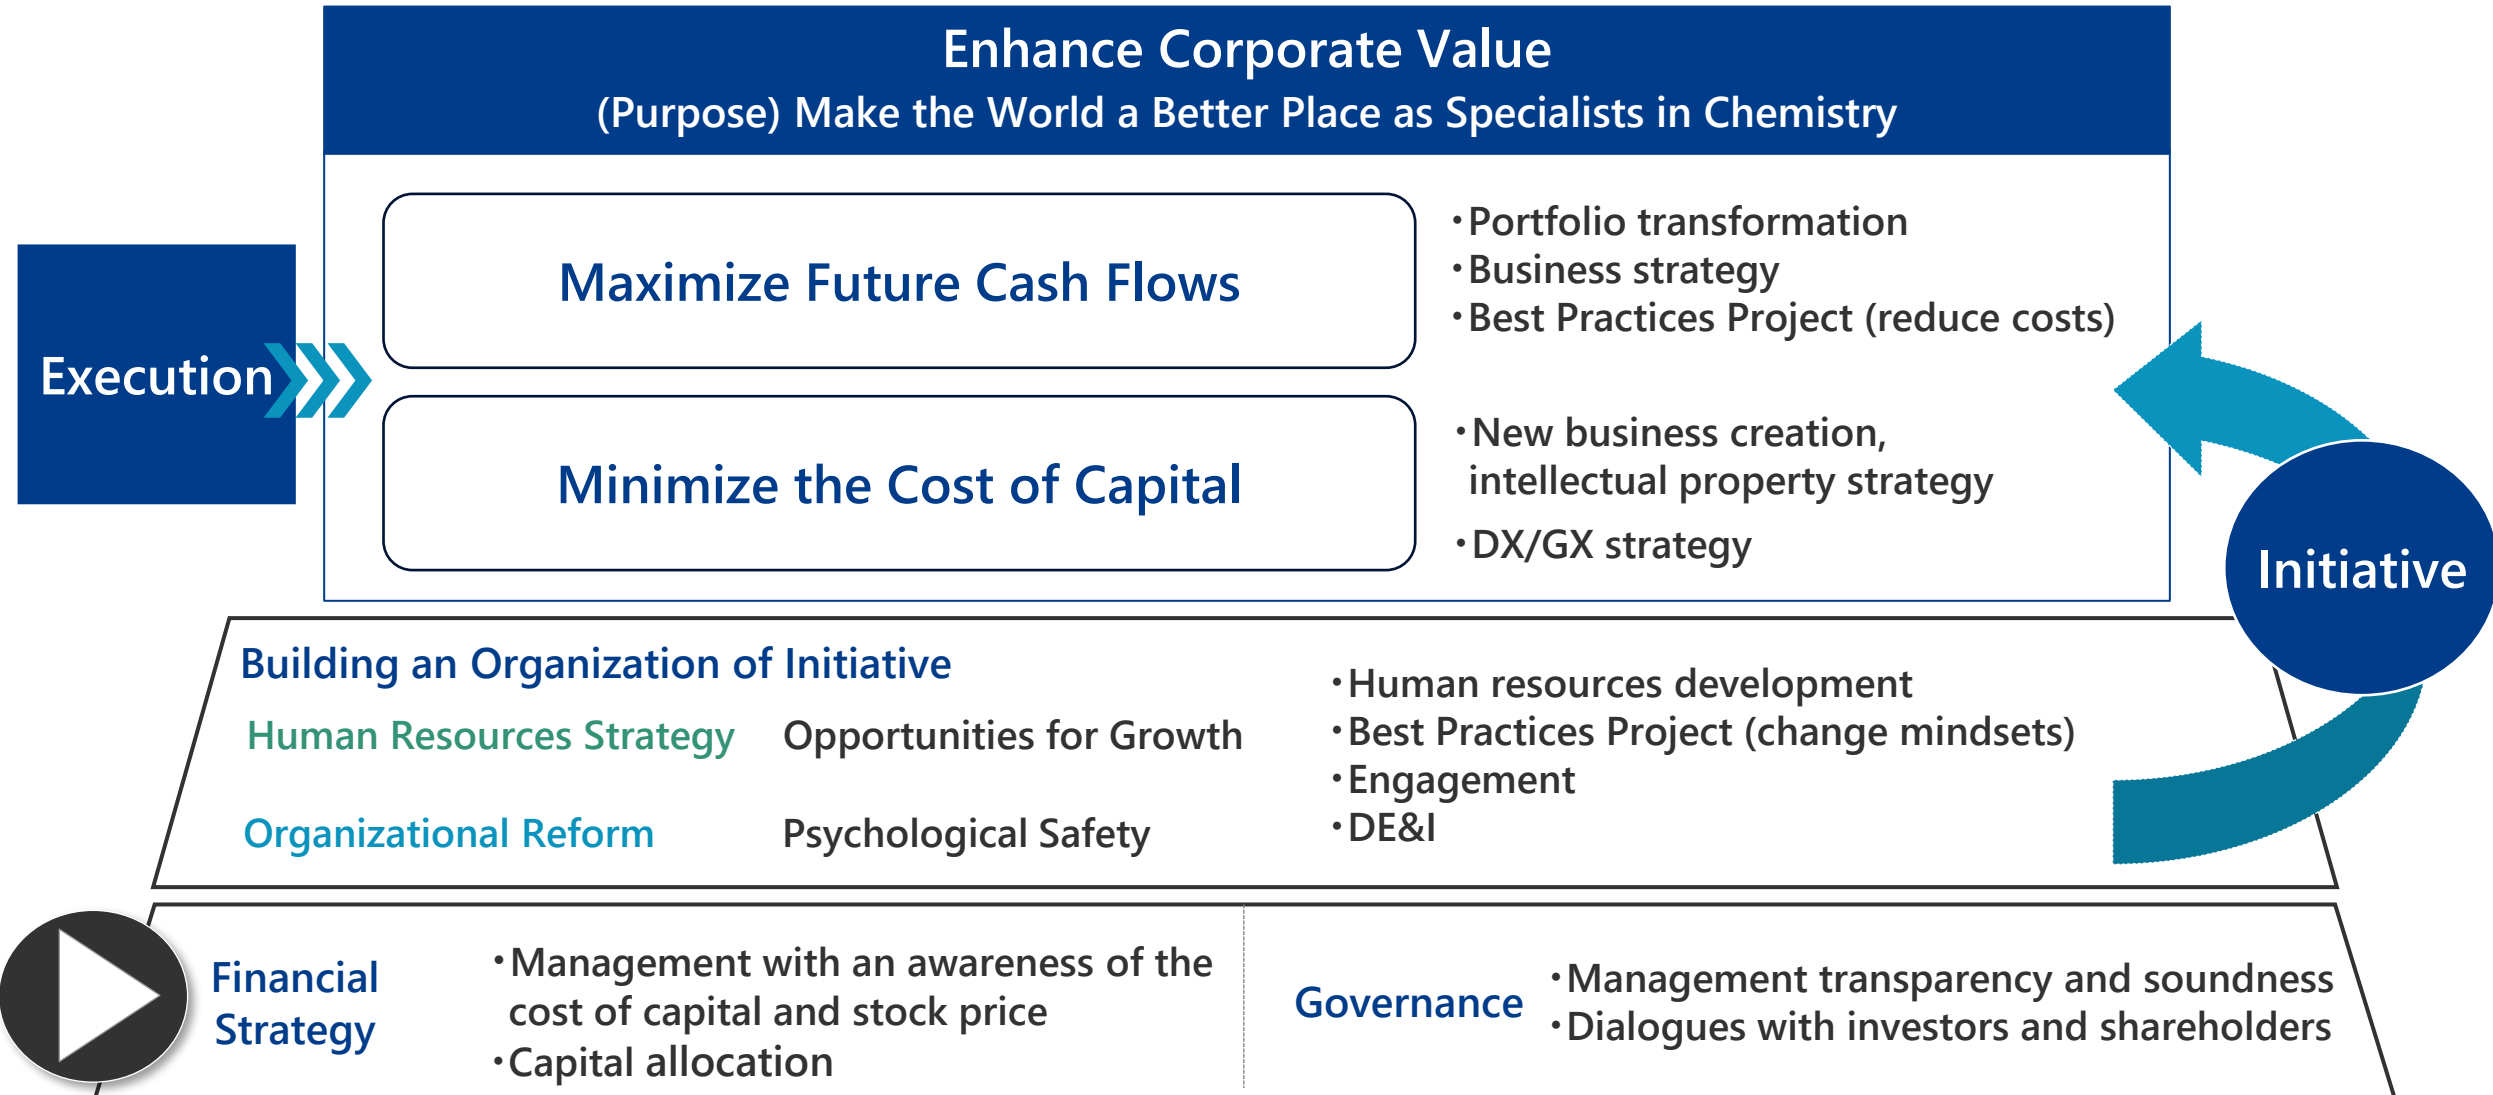 Enhance Corporate Value
(Purpose) Make the World a Better Place as Specialists in Chemistry
Execution
Maximize Future Cash Flows
・Portfolio transformation
・Business strategy
・Best Practices Project (reduce costs)
Minimize the Cost of Capital
・New business creation,
intellectual property strategy
・DX/GX strategy
Initiative
Building an Organization of Initiative
Human Resources Strategy
Opportunities for Growth
Organizational Reform
Psychological Safety
・Human resources development
・Best Practices Project (change mindsets)
・Engagement
・DE&I
Financial
Strategy
・Management with an awareness of the
cost of capital and stock price
・Capital allocation
Governance
・Management transparency and soundness
・Dialogues with investors and shareholders